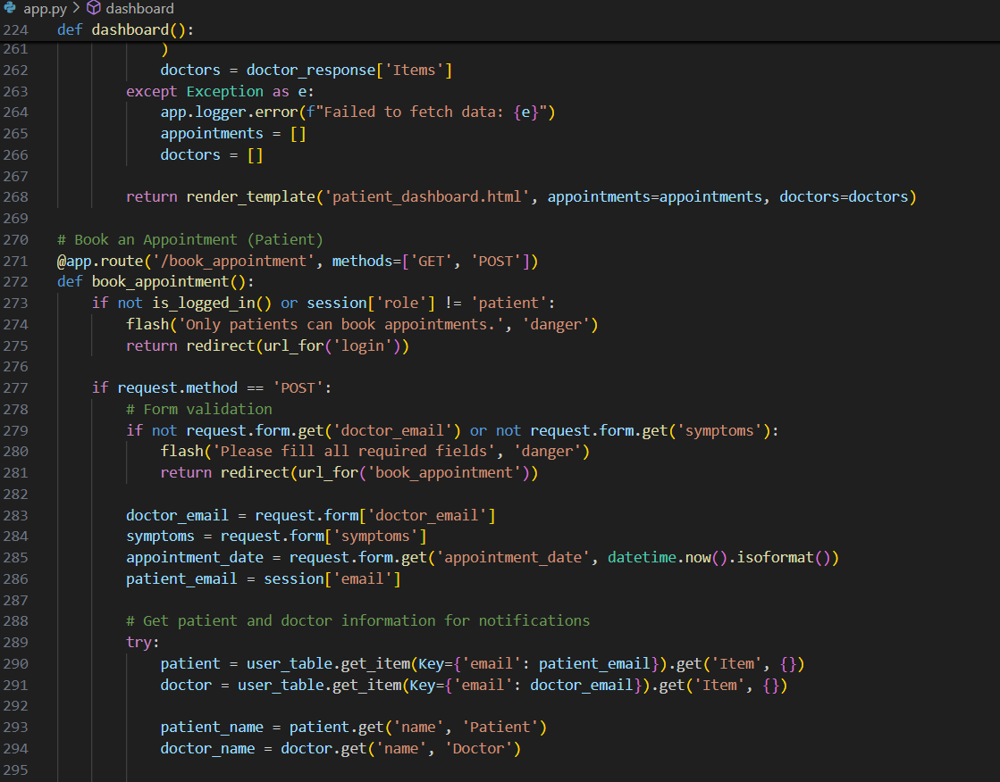 app.py > dashboard
224 def dashboard():
261 )
262 doctors = doctor_response['Items']
263 except Exception as e:
264 app.logger.error(f"Failed to fetch data: {e}")
265 appointments = []
266 doctors = []
267
268 return render_template('patient_dashboard.html', appointments=appointments, doctors=doctors)
269
270 # Book an Appointment (Patient)
271 @app.route('/book_appointment', methods=['GET', 'POST'])
272 def book_appointment():
273 if not is_logged_in() or session['role'] != 'patient':
274 flash('Only patients can book appointments.', 'danger')
275 return redirect(url_for('login'))
276
277 if request.method == 'POST':
278 # Form validation
279 if not request.form.get('doctor_email') or not request.form.get('symptoms'):
280 flash('Please fill all required fields', 'danger')
281 return redirect(url_for('book_appointment'))
282
283 doctor_email = request.form['doctor_email']
284 symptoms = request.form['symptoms']
285 appointment_date = request.form.get('appointment_date', datetime.now().isoformat())
286 patient_email = session['email']
287
288 # Get patient and doctor information for notifications
289 try:
290 patient = user_table.get_item(Key={'email': patient_email}).get('Item', {})
291 doctor = user_table.get_item(Key={'email': doctor_email}).get('Item', {})
292
293 patient_name = patient.get('name', 'Patient')
294 doctor_name = doctor.get('name', 'Doctor')
295